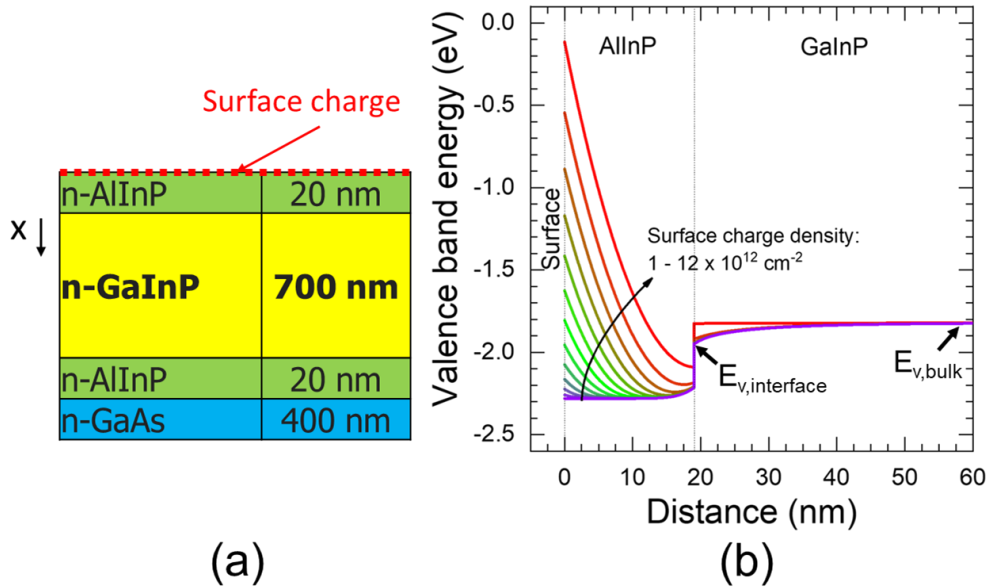 Surface charge
n-AlInP 20 nm
x
n-GaInP 700 nm
n-AlInP 20 nm
n-GaAs 400 nm
(a)
Valence band energy (eV)
0.0
-0.5
-1.0
-1.5
-2.0
-2.5
AlInP GaInP
Surface
Surface charge density:
1 - 12 x 10¹² cm⁻²
E_v,interface
E_v,bulk
0 10 20 30 40 50 60
Distance (nm)
(b)